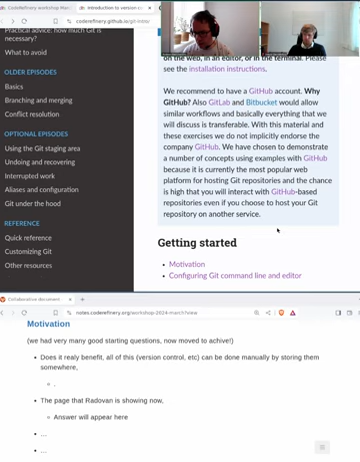 CodeRefinery workshop Mar
Introduction to version c
coderefinery.github.io/git-intro/
Practical advice: how much Git is
necessary?
What to avoid
OLDER EPISODES
Basics
Branching and merging
Conflict resolution
OPTIONAL EPISODES
Using the Git staging area
Undoing and recovering
Interrupted work
Aliases and configuration
Git under the hood
REFERENCE
Quick reference
Customizing Git
Other resources
on the web, in an editor, or in the terminal. Please
see the installation instructions.
We recommend to have a GitHub account. Why
GitHub? Also GitLab and Bitbucket would allow
similar workflows and basically everything that we
will discuss is transferable. With this material and
these exercises we do not implicitly endorse the
company GitHub. We have chosen to demonstrate
a number of concepts using examples with GitHub
because it is currently the most popular web
platform for hosting Git repositories and the chance
is high that you will interact with GitHub-based
repositories even if you choose to host your Git
repository on another service.
Getting started
• Motivation
• Configuring Git command line and editor
Collaborative document
notes.coderefinery.org/workshop-2024-march?view
Motivation
(we had very many good starting questions, now moved to achive!)
• Does it realy benefit, all of this (version control, etc) can be done manually by storing them
somewhere,
◦ .
• The page that Radovan is showing now,
◦ Answer will appear here
• ...
• ...